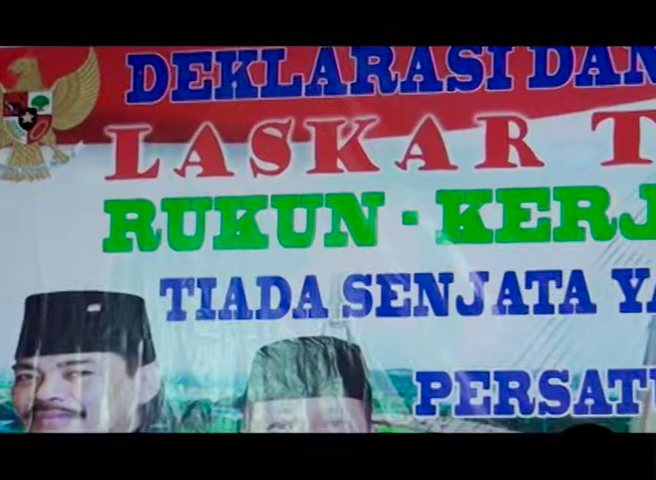 DEKLARASI DAN
LASKAR T
RUKUN · KERJ
TIADA SENJATA YA
PERSATU